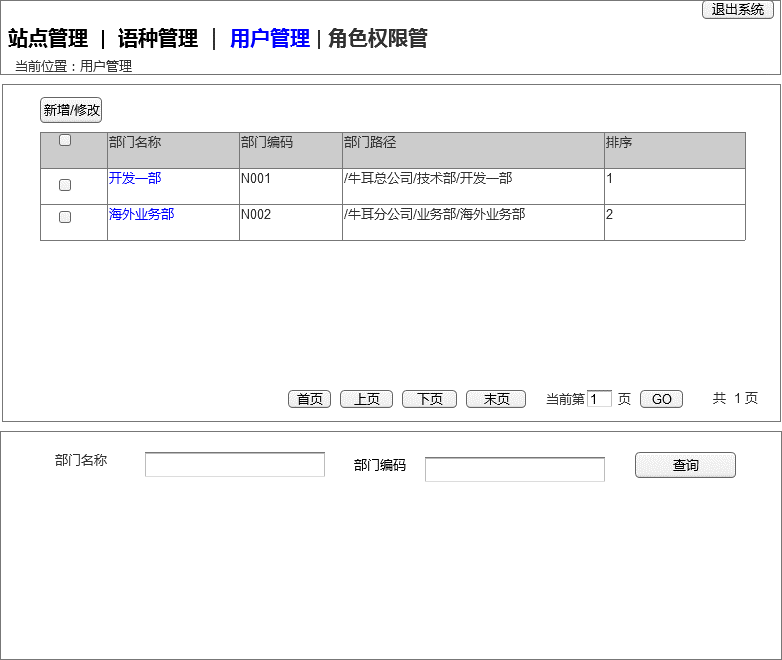 退出系统
站点管理 | 语种管理 | 用户管理 | 角色权限管
当前位置：用户管理
新增/修改
部门名称 部门编码 部门路径 排序
开发一部 N001 /牛耳总公司/技术部/开发一部 1
海外业务部 N002 /牛耳分公司/业务部/海外业务部 2
首页 上页 下页 末页 当前第 1 页 GO 共 1 页
部门名称 部门编码 查询